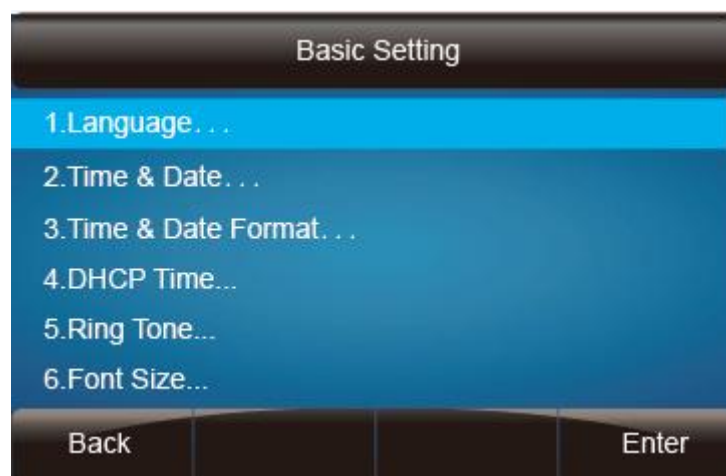 Basic Setting
1.Language. . .
2.Time & Date. . .
3.Time & Date Format. . .
4.DHCP Time...
5.Ring Tone...
6.Font Size...
Back Enter